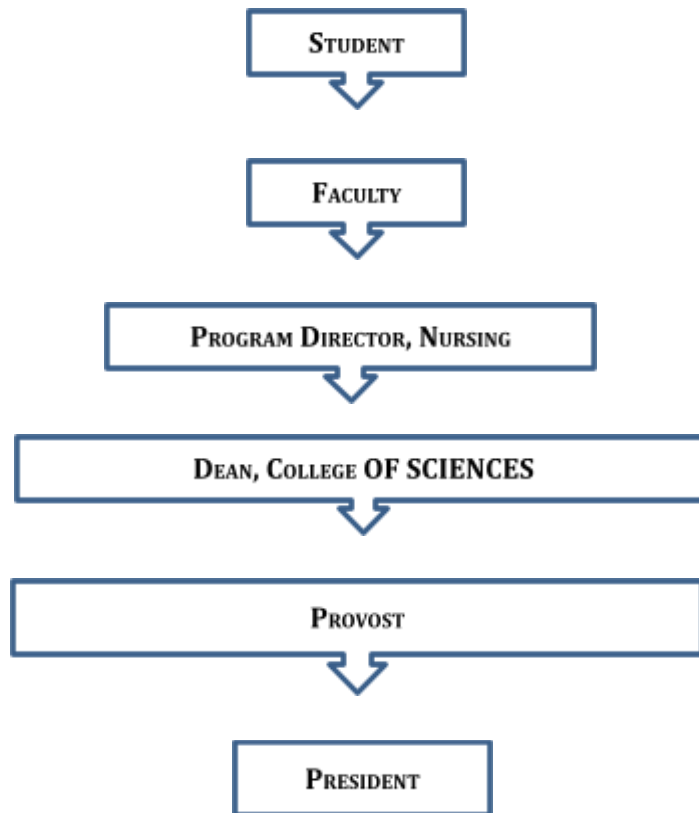 Student
Faculty
Program Director, Nursing
Dean, College OF SCIENCES
Provost
President